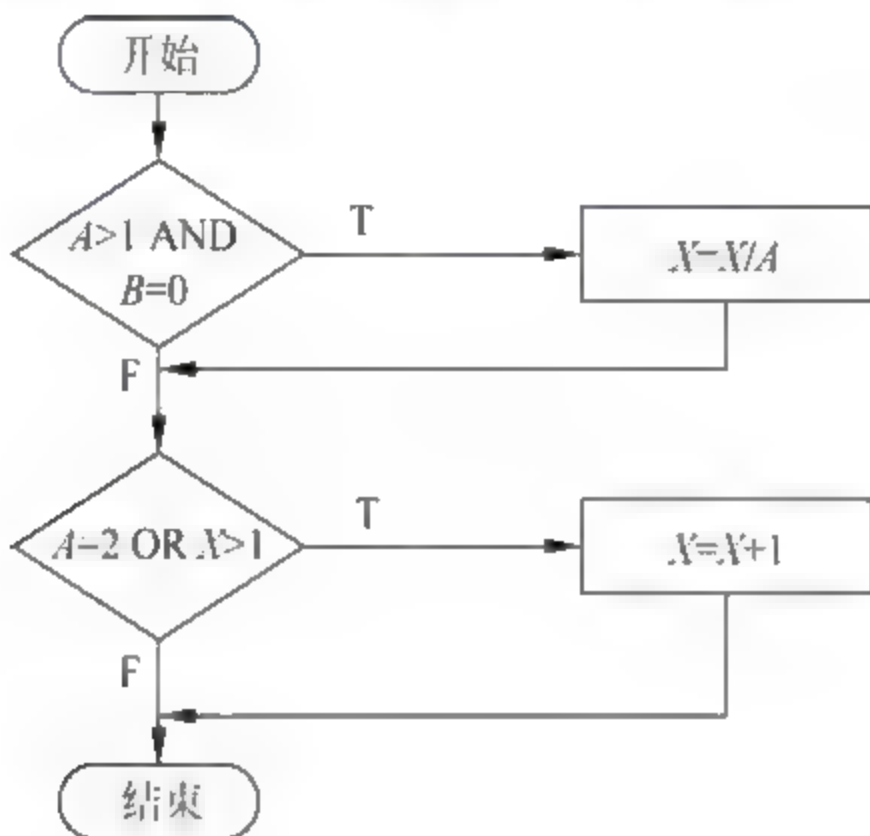 开始
A>1 AND
B=0
T
X=X/A
F
A=2 OR X>1
T
X=X+1
F
结束